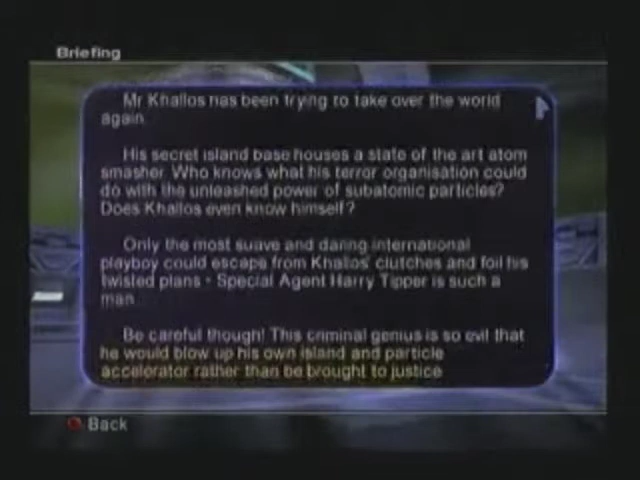 Briefing
Mr Khallos has been trying to take over the world
again.
His secret island base houses a state of the art atom
smasher. Who knows what his terror organisation could
do with the unleashed power of subatomic particles?
Does Khallos even know himself?
Only the most suave and daring international
playboy could escape from Khallos' clutches and foil his
twisted plans - Special Agent Harry Tipper is such a
man.
Be careful though! This criminal genius is so evil that
he would blow up his own island and particle
accelerator rather than be brought to justice
Back